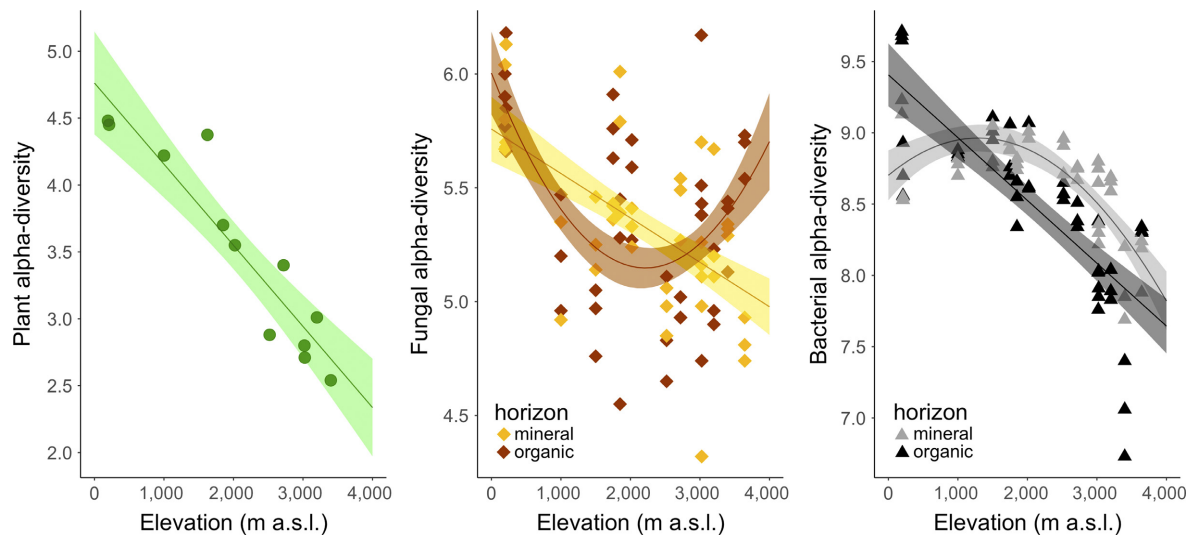 Plant alpha-diversity
5.0
4.5
4.0
3.5
3.0
2.5
2.0
0 1,000 2,000 3,000 4,000
Elevation (m a.s.l.)
Fungal alpha-diversity
6.0
5.5
5.0
4.5
horizon
mineral
organic
0 1,000 2,000 3,000 4,000
Elevation (m a.s.l.)
Bacterial alpha-diversity
9.5
9.0
8.5
8.0
7.5
7.0
horizon
mineral
organic
0 1,000 2,000 3,000 4,000
Elevation (m a.s.l.)